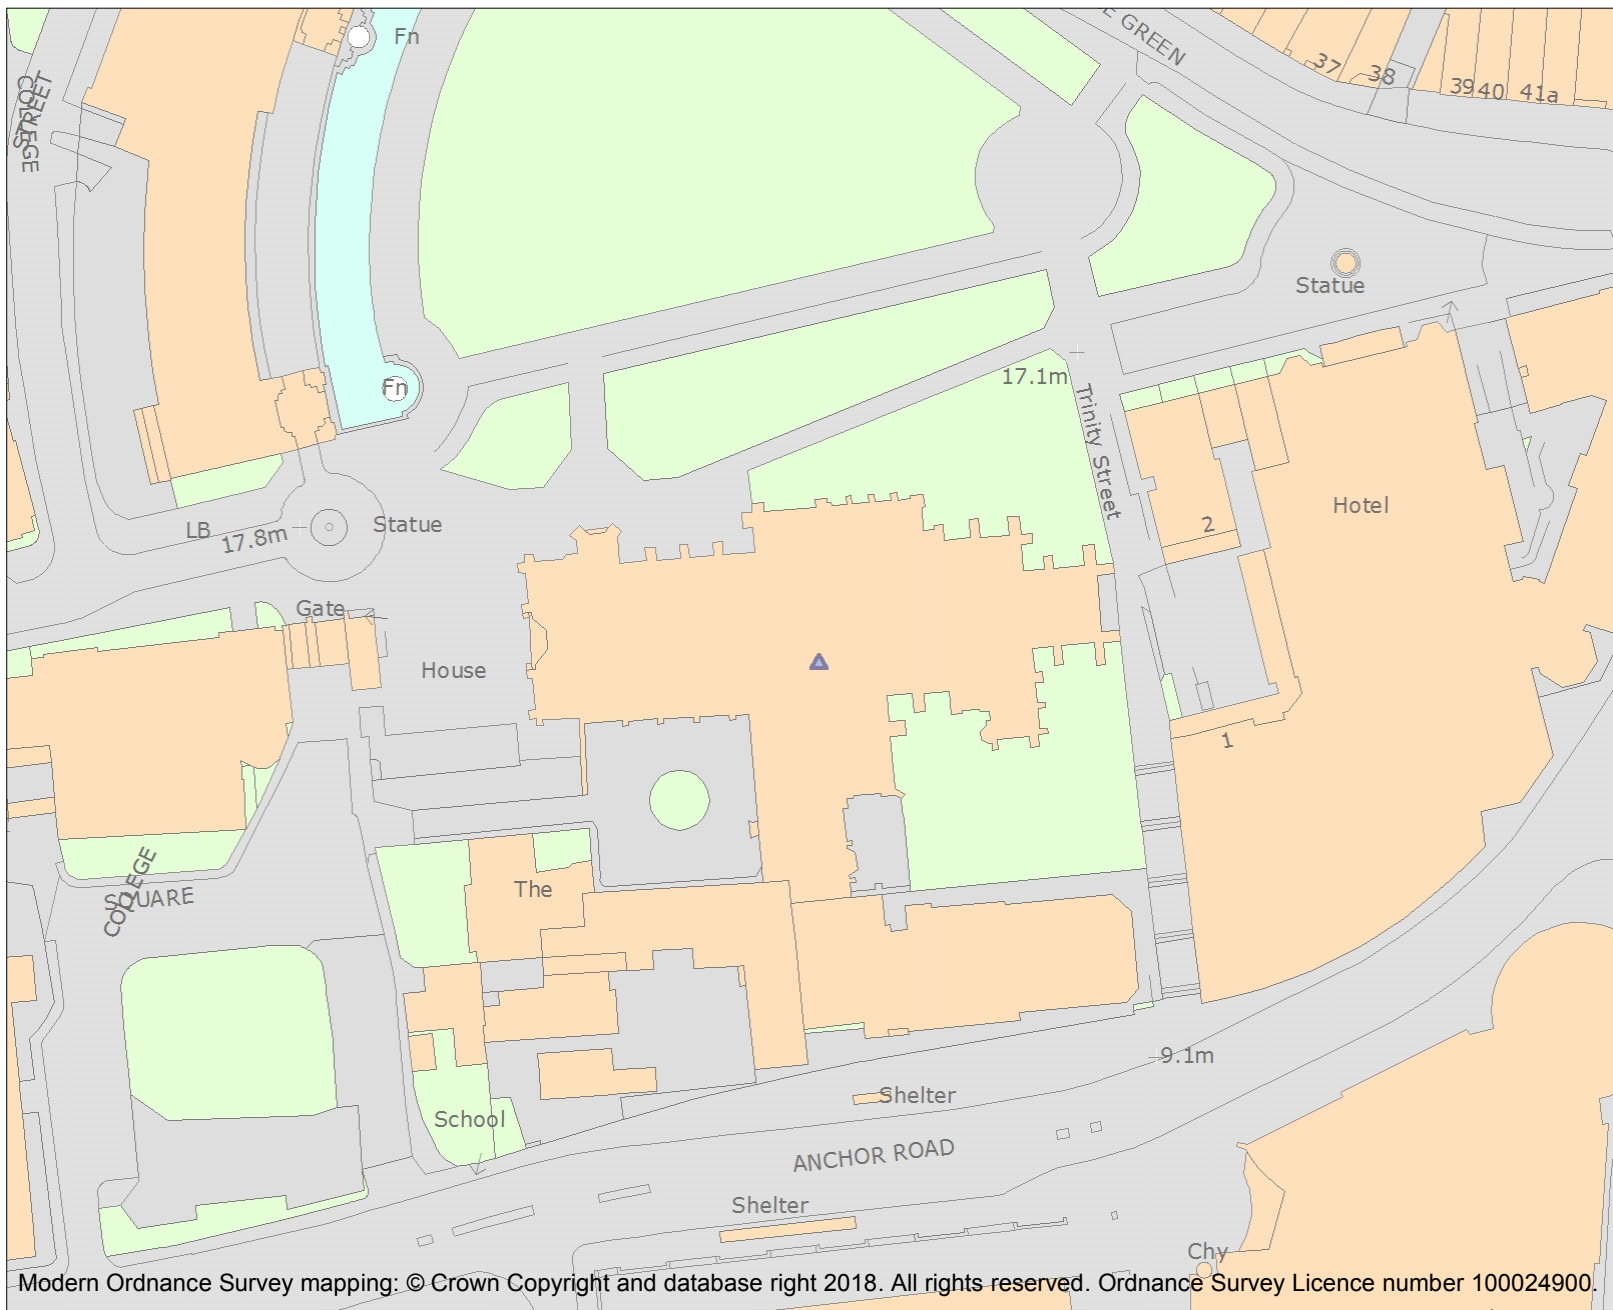 Fn
E GREEN
37
38
39
40
41a
STREET
COLLEGE
Statue
Fn
17.1m
Trinity Street
LB
17.8m
Statue
2
Hotel
Gate
House
1
The
COLLEGE
SQUARE
9.1m
Shelter
School
ANCHOR ROAD
Shelter
Chy
Modern Ordnance Survey mapping: © Crown Copyright and database right 2018. All rights reserved. Ordnance Survey Licence number 100024900.